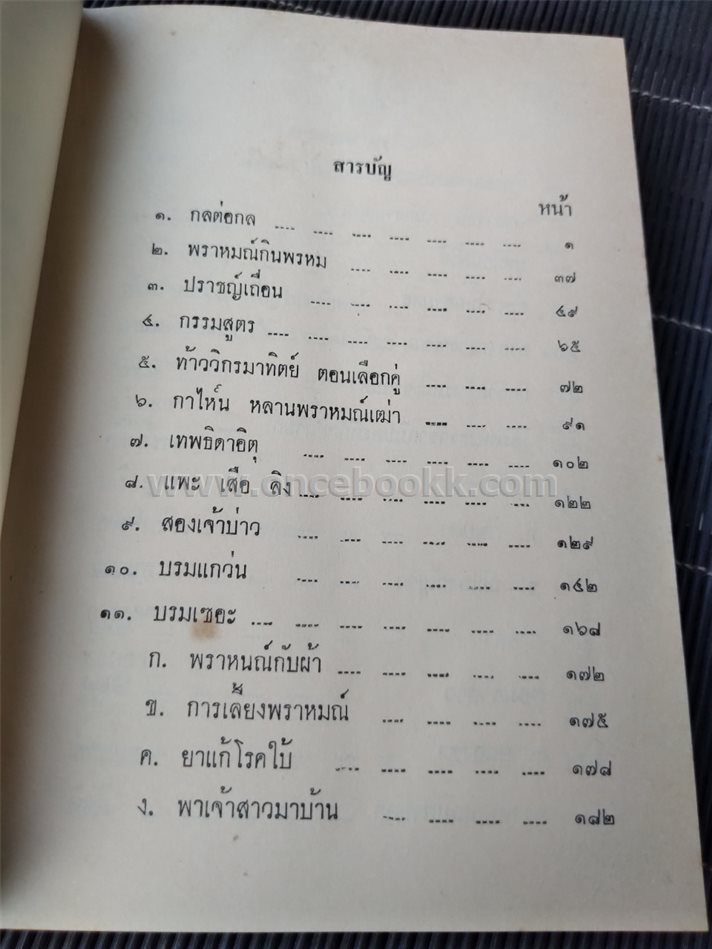 สารบัญ
หน้า
๑. กลต่อกล .... .... .... .... .... .... .... ๑
๒. พราหมณ์กินพรหม .... .... .... .... .... ๓๗
๓. ปราชญ์เถื่อน .... .... .... .... .... .... ๔๙
๔. กรรมสูตร .... .... .... .... .... .... ๖๕
๕. ท้าววิกรมาทิตย์ ตอนเลือกคู่ .... .... .... ๗๒
๖. กาไห้น หลานพราหมณ์เฒ่า .... .... .... ๙๑
๗. เทพธิดาอิตุ .... .... .... .... .... ๑๐๒
๘. แพะ เสือ ลิง .... .... .... .... .... ๑๒๒
www.oncebookk.com
๙. สองเจ้าบ่าว .... .... .... .... .... ๑๒๙
๑๐. บรมแกว่น .... .... .... .... .... .... ๑๔๒
๑๑. บรมเซอะ .... .... .... .... .... .... .... ๑๖๘
ก. พราหนณ์กับผ้า .... .... .... .... .... ๑๗๒
ข. การเลี้ยงพราหมณ์ .... .... .... .... ๑๗๕
ค. ยาแก้โรคใบ้ .... .... .... .... .... ๑๗๘
ง. พาเจ้าสาวมาบ้าน .... .... .... .... ๑๘๒